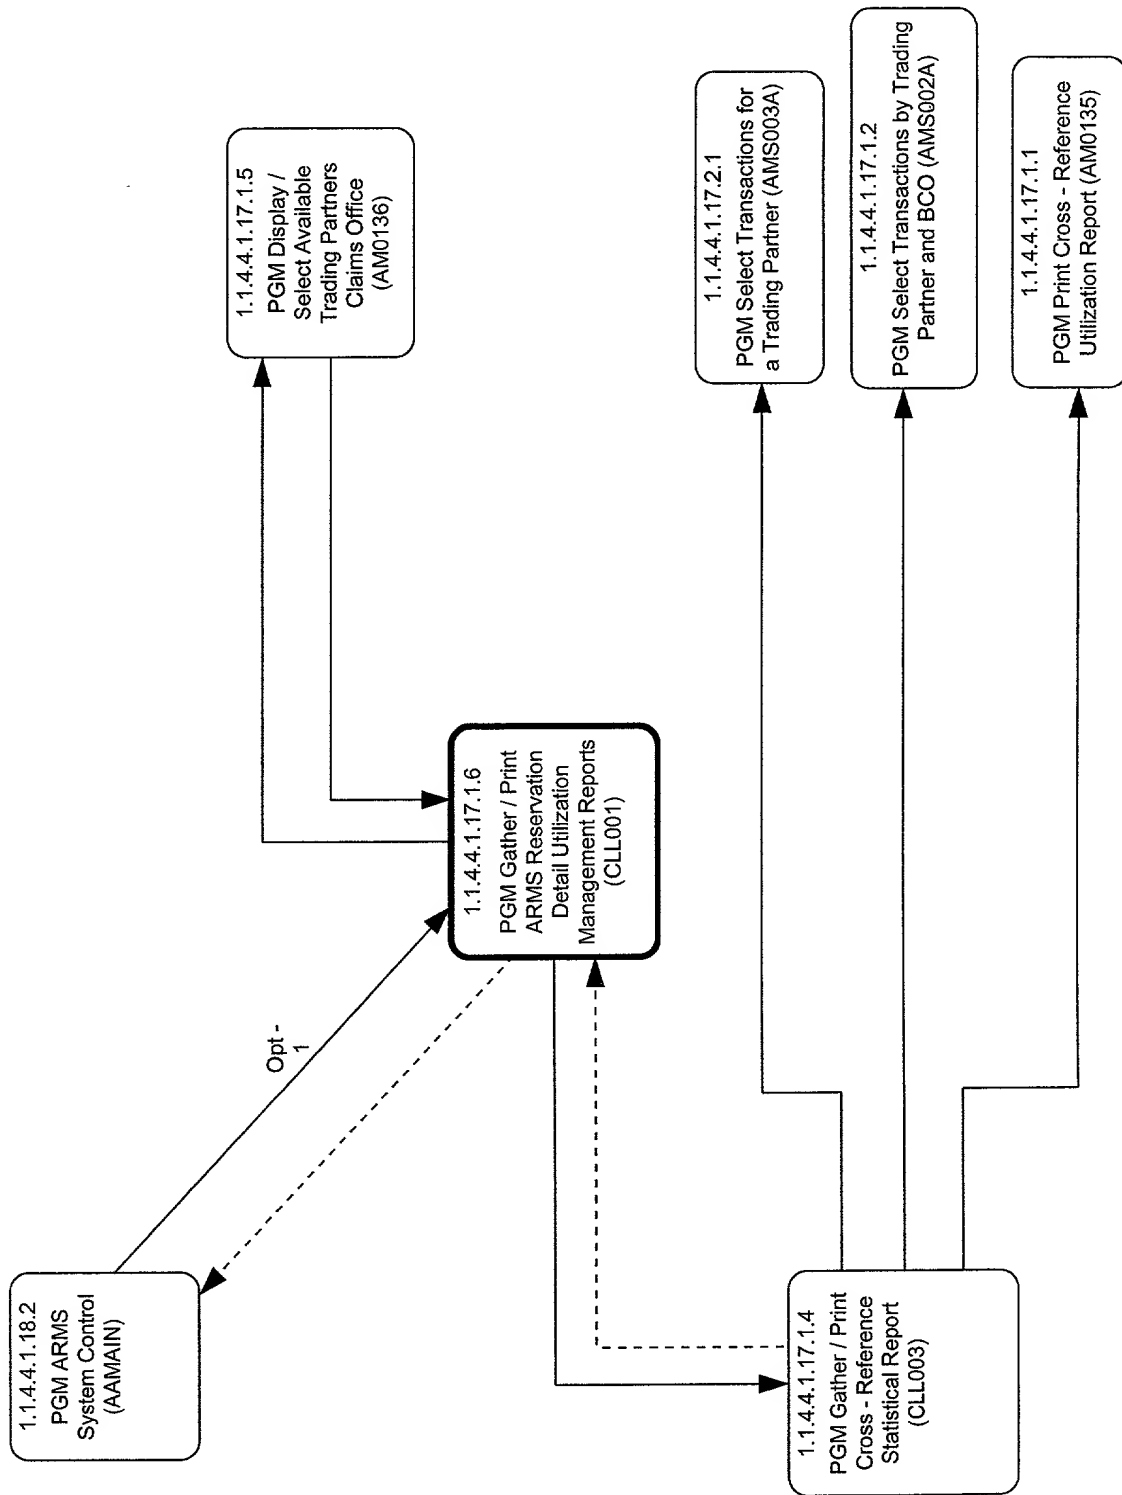 1.1.4.4.1.18.2
PGM ARMS
System Control
(AAMAIN)
Opt -
1
1.1.4.4.1.17.1.5
PGM Display /
Select Available
Trading Partners
Claims Office
(AM0136)
1.1.4.4.1.17.1.6
PGM Gather / Print
ARMS Reservation
Detail Utilization
Management Reports
(CLL001)
1.1.4.4.1.17.1.4
PGM Gather / Print
Cross - Reference
Statistical Report
(CLL003)
1.1.4.4.1.17.2.1
PGM Select Transactions for
a Trading Partner (AMS003A)
1.1.4.4.1.17.1.2
PGM Select Transactions by Trading
Partner and BCO (AMS002A)
1.1.4.4.1.17.1.1
PGM Print Cross - Reference
Utilization Report (AM0135)